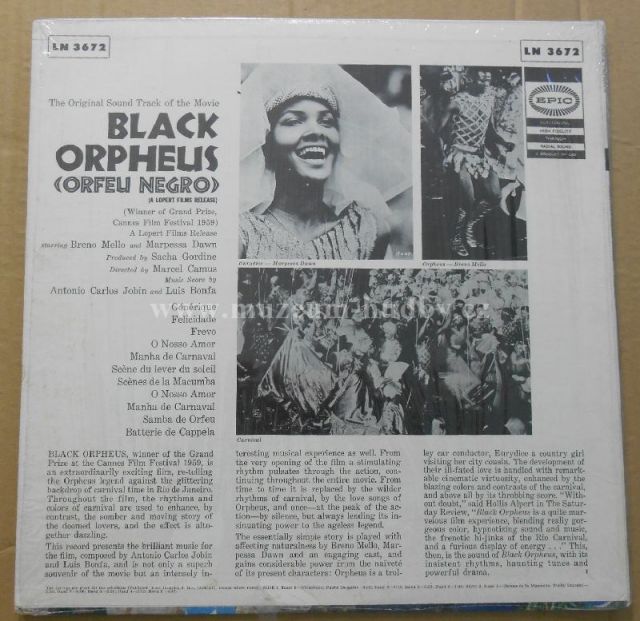 LN 3672
LN 3672
The Original Sound Track of the Movie
BLACK
ORPHEUS
(ORFEU NEGRO)
(A LOPERT FILMS RELEASE)
(Winner of Grand Prize,
Cannes Film Festival 1959)
A Lopert Films Release
starring Breno Mello and Marpessa Dawn
Produced by Sacha Gordine
Directed by Marcel Camus
Music Score by
Antonio Carlos Jobin and Luis Bonfa
Générique
Felicidade
Frevo
O Nosso Amor
Manha de Carnaval
Scène du lever du soleil
Scènes de la Macumba
O Nosso Amor
Manha de Carnaval
Samba de Orfeu
Batterie de Cappela
EPIC
HIGH FIDELITY
RADIAL SOUND
Eurydice — Marpessa Dawn
Orpheus — Breno Mello
www.muzeum-hudby.cz
Carnival
BLACK ORPHEUS, winner of the Grand
Prize at the Cannes Film Festival 1959, is
an extraordinarily exciting film, re-telling
the Orpheus legend against the glittering
backdrop of carnival time in Rio de Janeiro.
Throughout the film, the rhythms and
colors of carnival are used to enhance, by
contrast, the somber and moving story of
the doomed lovers, and the effect is alto-
gether dazzling.
This record presents the brilliant music for
the film, composed by Antonio Carlos Jobin
and Luis Bonfa, and is not only a superb
souvenir of the movie but an intensely in-
teresting musical experience as well. From
the very opening of the film a stimulating
rhythm pulsates through the action, con-
tinuing throughout the entire movie. From
time to time it is replaced by the wilder
rhythms of carnival, by the love songs of
Orpheus, and once—at the peak of the ac-
tion—by silence, but always lending its in-
sinuating power to the ageless legend.
The essentially simple story is played with
affecting naturalness by Breno Mello, Mar-
pessa Dawn and an engaging cast, and
gains considerable power from the naiveté
of its present characters: Orpheus is a trol-
ley car conductor, Eurydice a country girl
visiting her city cousin. The development of
their ill-fated love is handled with remark-
able cinematic virtuosity, enhanced by the
blazing colors and contrasts of the carnival,
and above all by its throbbing score. "With-
out doubt," said Hollis Alpert in The Satur-
day Review, "Black Orpheus is a quite mar-
velous film experience, blending really gor-
geous color, hypnotizing sound and music,
the frenetic hi-jinks of the Rio Carnival,
and a furious display of energy . . ." This,
then, is the sound of Black Orpheus, with its
insistent rhythms, haunting tunes and
powerful drama.